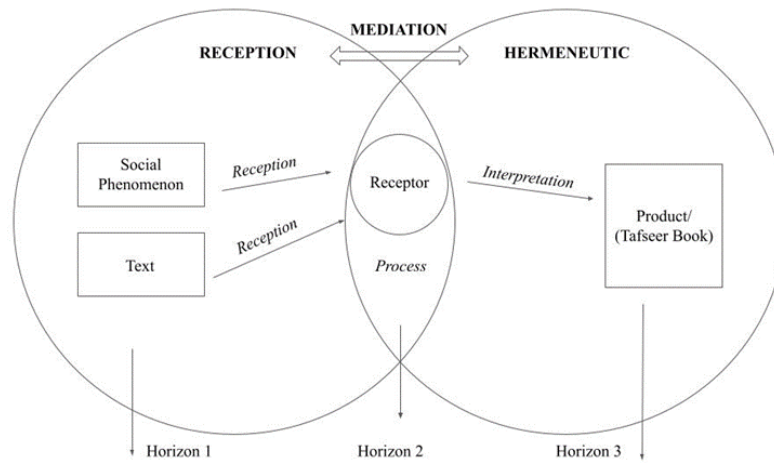 MEDIATION
RECEPTION
HERMENEUTIC
Social
Phenomenon
Reception
Receptor
Interpretation
Product/
(Tafseer Book)
Text
Reception
Process
Horizon 1
Horizon 2
Horizon 3